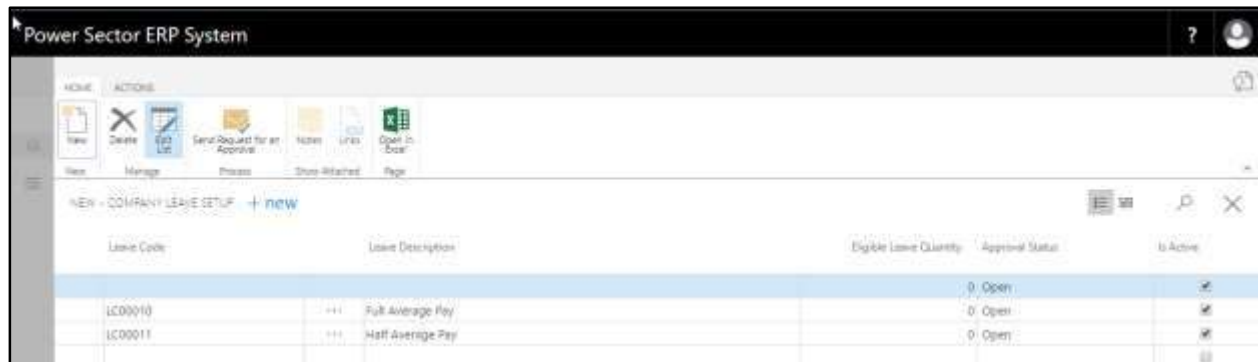 Power Sector ERP System ?
HOME ACTIONS
New Delete Edit List Send Request for an Approval Notes Links Open in Excel
New Manage Process Show Attached Page
NEW - COMPANY LEAVE SETUP + new
Leave Code Leave Description Eligible Leave Quantity Approval Status Is Active
0 Open
LC00010 ... Full Average Pay 0 Open
LC00011 ... Half Average Pay 0 Open